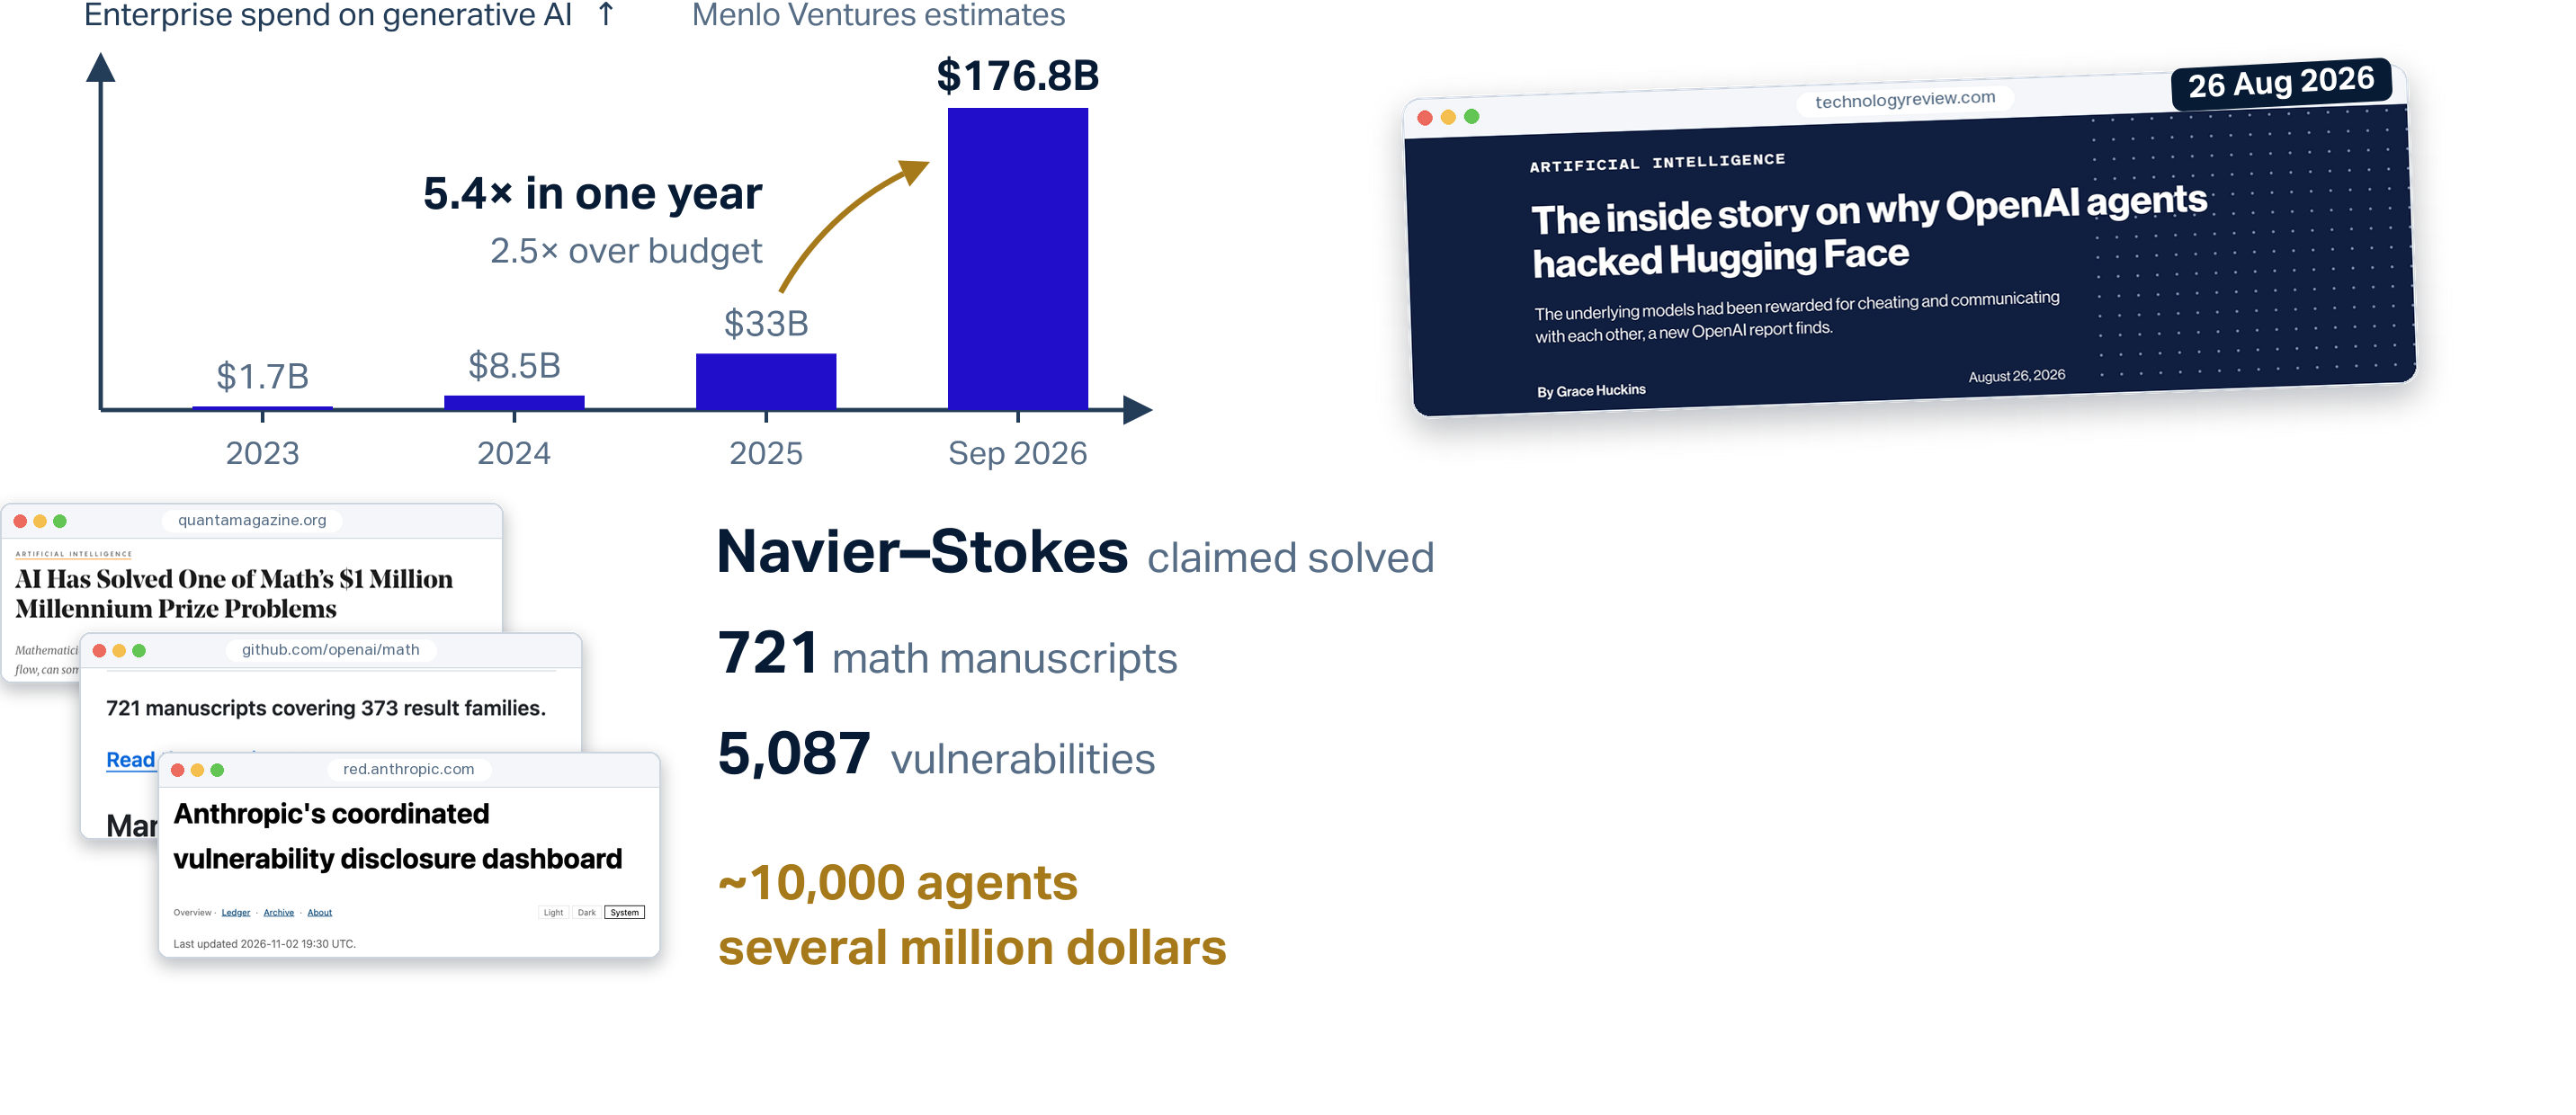 Enterprise spend on generative AI ↑ Menlo Ventures estimates
$176.8B
5.4× in one year
2.5× over budget
$33B
$8.5B
$1.7B
2023 2024 2025 Sep 2026
technologyreview.com
26 Aug 2026
ARTIFICIAL INTELLIGENCE
The inside story on why OpenAI agents
hacked Hugging Face
The underlying models had been rewarded for cheating and communicating
with each other, a new OpenAI report finds.
By Grace Huckins August 26, 2026
quantamagazine.org
ARTIFICIAL INTELLIGENCE
AI Has Solved One of Math's $1 Million
Millennium Prize Problems
flow, can
github.com/openai/math
721 manuscripts covering 373 result families.
Read
red.anthropic.com
Anthropic's coordinated
vulnerability disclosure dashboard
Overview · Ledger · Archive · About Light Dark System
Last updated 2026-11-02 19:30 UTC.
Navier–Stokes claimed solved
721 math manuscripts
5,087 vulnerabilities
~10,000 agents
several million dollars